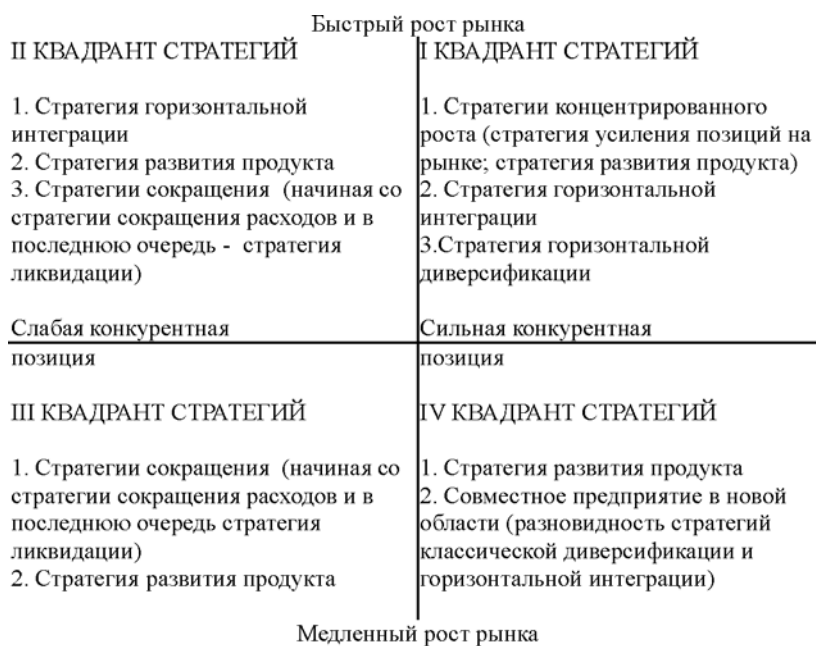 Быстрый рост рынка
II КВАДРАНТ СТРАТЕГИЙ
1. Стратегия горизонтальной
интеграции
2. Стратегия развития продукта
3. Стратегии сокращения (начиная со
стратегии сокращения расходов и в
последнюю очередь - стратегия
ликвидации)
Слабая конкурентная
позиция
I КВАДРАНТ СТРАТЕГИЙ
1. Стратегии концентрированного
роста (стратегия усиления позиций на
рынке; стратегия развития продукта)
2. Стратегия горизонтальной
интеграции
3.Стратегия горизонтальной
диверсификации
Сильная конкурентная
позиция
III КВАДРАНТ СТРАТЕГИЙ
1. Стратегии сокращения (начиная со
стратегии сокращения расходов и в
последнюю очередь стратегия
ликвидации)
2. Стратегия развития продукта
IV КВАДРАНТ СТРАТЕГИЙ
1. Стратегия развития продукта
2. Совместное предприятие в новой
области (разновидность стратегий
классической диверсификации и
горизонтальной интеграции)
Медленный рост рынка